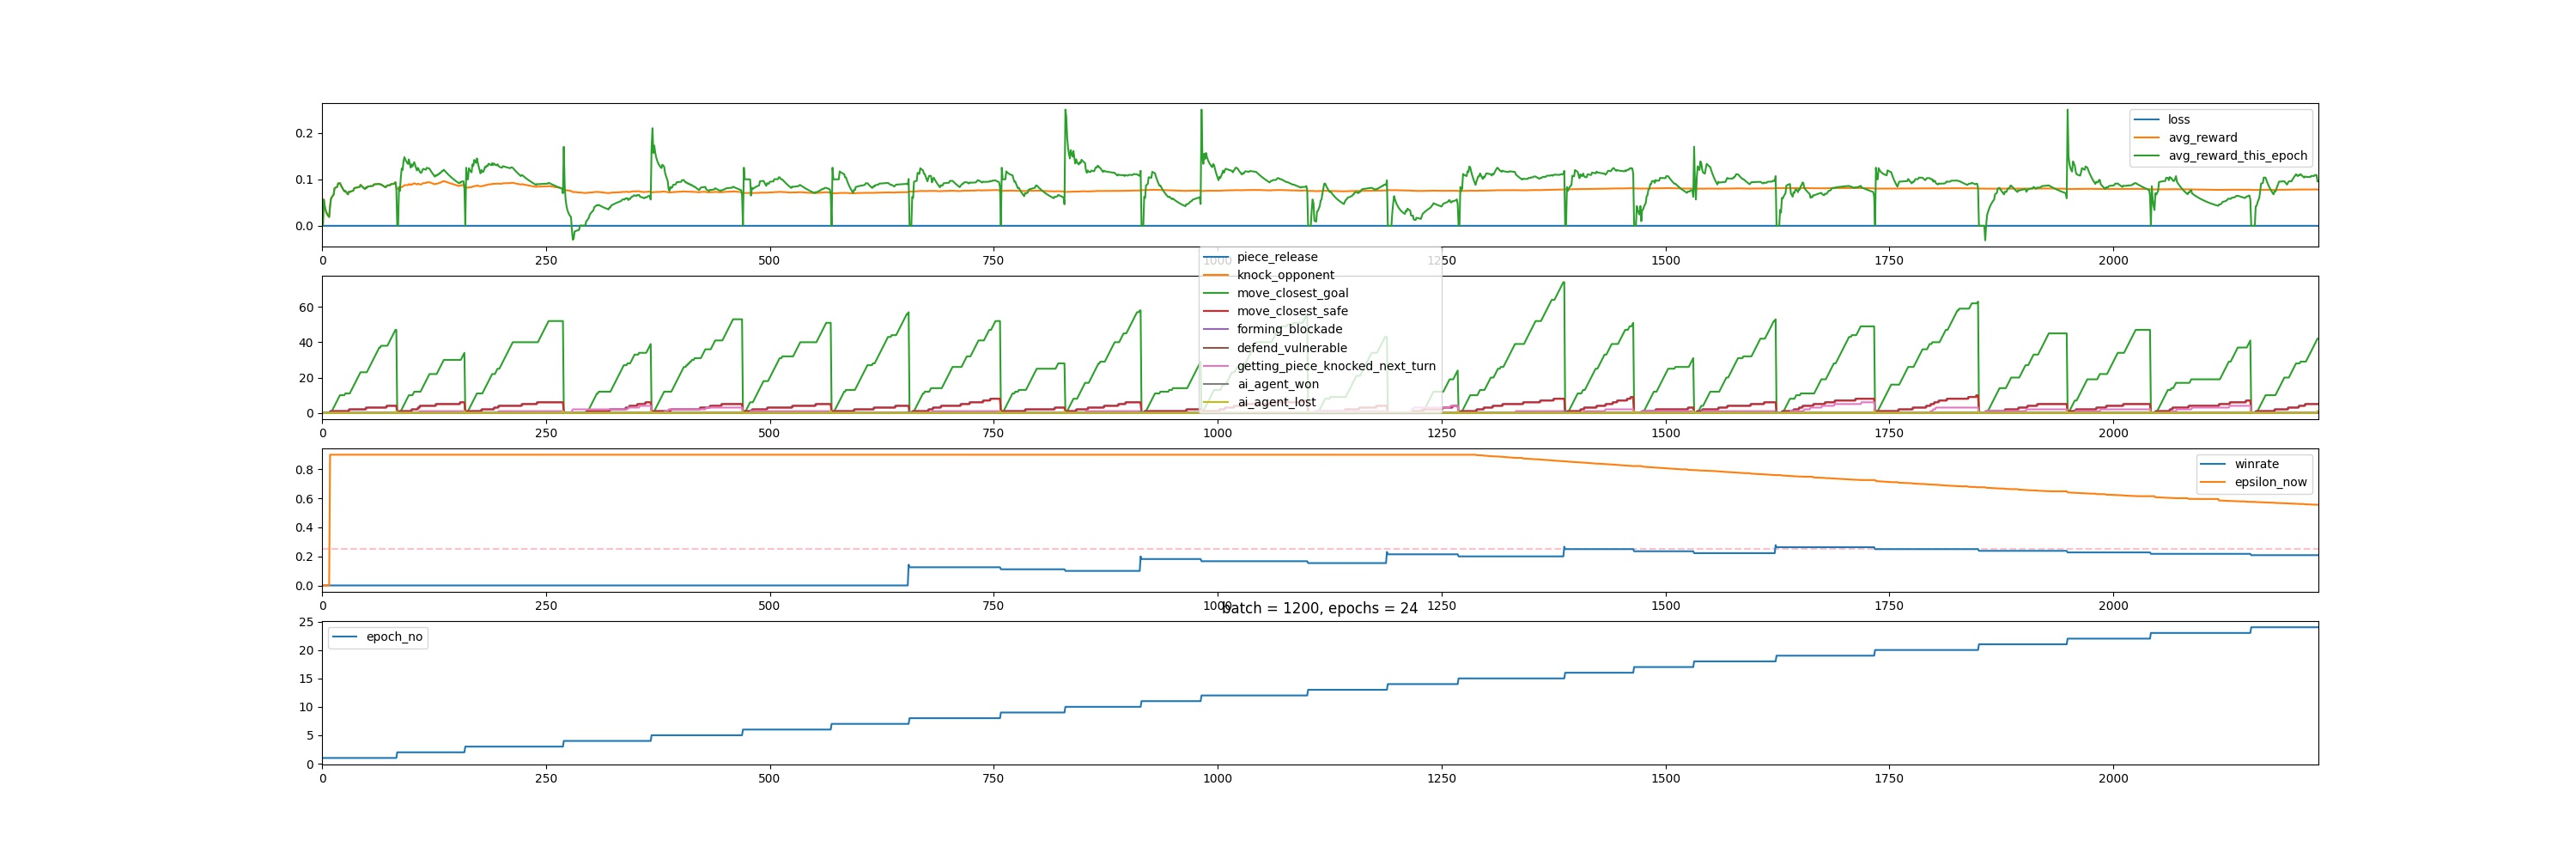 0.2
0.1
0.0
loss
avg_reward
avg_reward_this_epoch
0 250 500 750 1000 1250 1500 1750 2000
60
40
20
0
piece_release
knock_opponent
move_closest_goal
move_closest_safe
forming_blockade
defend_vulnerable
getting_piece_knocked_next_turn
ai_agent_won
ai_agent_lost
0 250 500 750 1000 1250 1500 1750 2000
0.8
0.6
0.4
0.2
0.0
winrate
epsilon_now
0 250 500 750 1000 1250 1500 1750 2000
batch = 1200, epochs = 24
25
20
15
10
5
0
epoch_no
0 250 500 750 1000 1250 1500 1750 2000